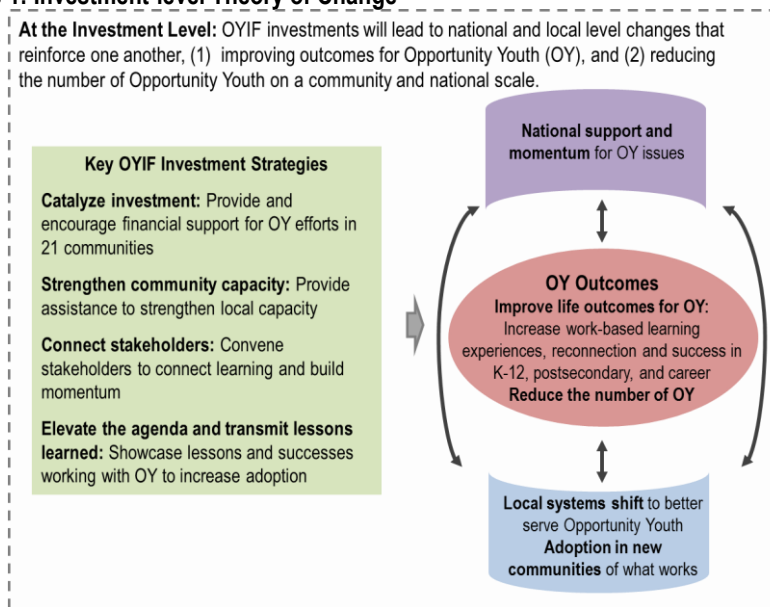 1: Investment-level Theory of Change
At the Investment Level: OYIF investments will lead to national and local level changes that
reinforce one another, (1) improving outcomes for Opportunity Youth (OY), and (2) reducing
the number of Opportunity Youth on a community and national scale.
Key OYIF Investment Strategies
Catalyze investment: Provide and
encourage financial support for OY efforts in
21 communities
Strengthen community capacity: Provide
assistance to strengthen local capacity
Connect stakeholders: Convene
stakeholders to connect learning and build
momentum
Elevate the agenda and transmit lessons
learned: Showcase lessons and successes
working with OY to increase adoption
National support and
momentum for OY issues
OY Outcomes
Improve life outcomes for OY:
Increase work-based learning
experiences, reconnection and success in
K-12, postsecondary, and career
Reduce the number of OY
Local systems shift to better
serve Opportunity Youth
Adoption in new
communities of what works